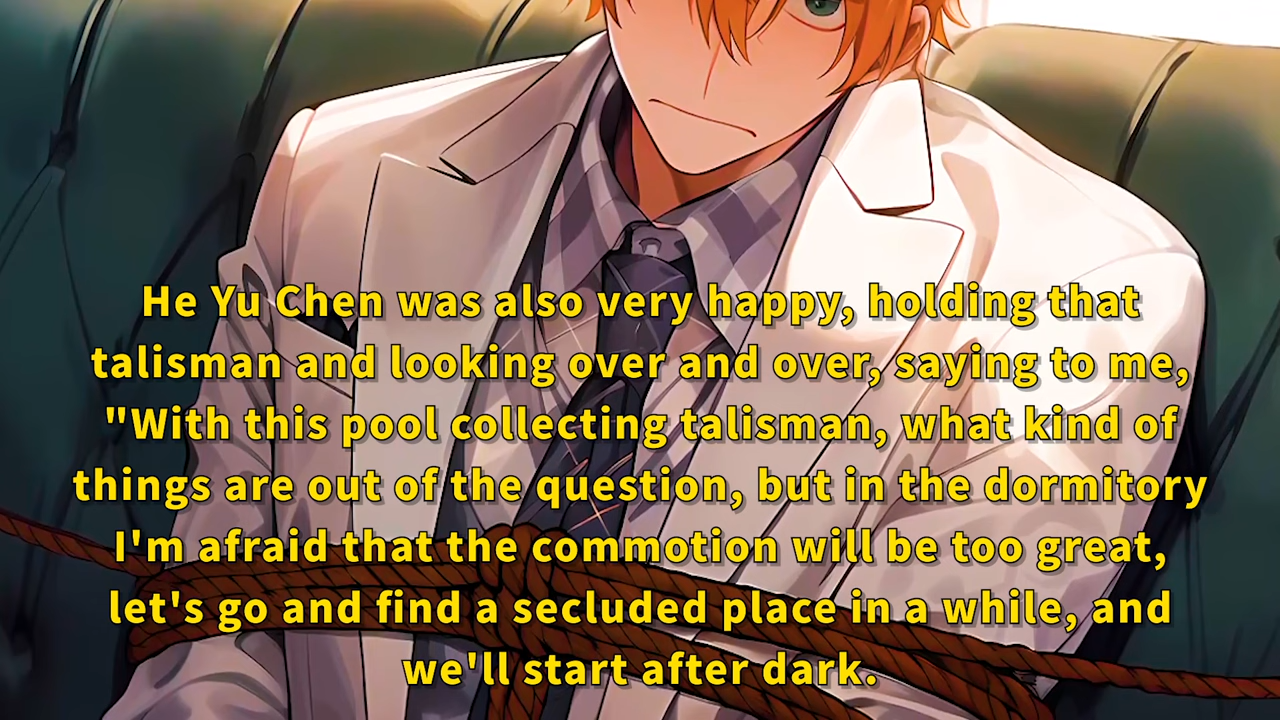 He Yu Chen was also very happy, holding that
talisman and looking over and over, saying to me,
"With this pool collecting talisman, what kind of
things are out of the question, but in the dormitory
I'm afraid that the commotion will be too great,
let's go and find a secluded place in a while, and
we'll start after dark.